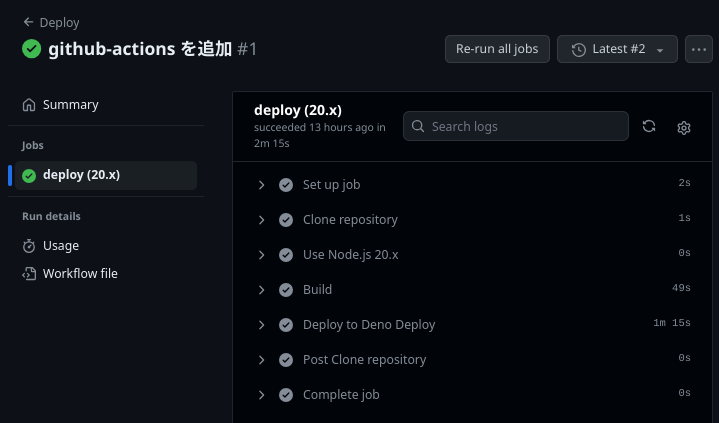 Deploy
github-actions を追加 #1
Re-run all jobs
Latest #2
Summary
Jobs
deploy (20.x)
Run details
Usage
Workflow file
deploy (20.x)
succeeded 13 hours ago in
2m 15s
Search logs
Set up job 2s
Clone repository 1s
Use Node.js 20.x 0s
Build 49s
Deploy to Deno Deploy 1m 15s
Post Clone repository 0s
Complete job 0s